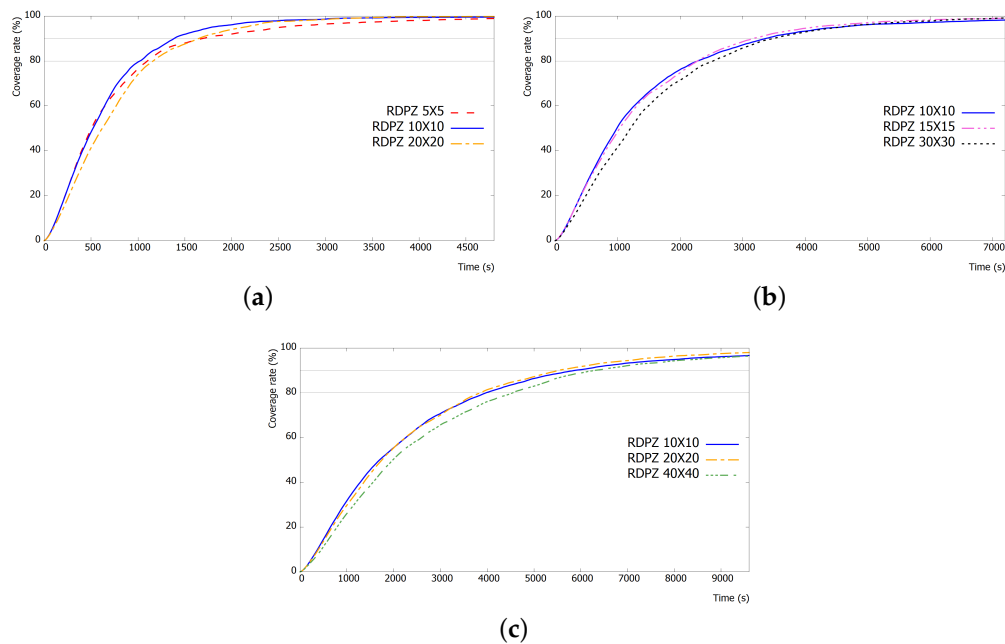 Coverage rate (%)
100
80
60
40
20
0
RDPZ 5X5
RDPZ 10X10
RDPZ 20X20
0 500 1000 1500 2000 2500 3000 3500 4000 4500
Time (s)
(a)
Coverage rate (%)
100
80
60
40
20
0
RDPZ 10X10
RDPZ 15X15
RDPZ 30X30
0 1000 2000 3000 4000 5000 6000 7000
Time (s)
(b)
Coverage rate (%)
100
80
60
40
20
0
RDPZ 10X10
RDPZ 20X20
RDPZ 40X40
0 1000 2000 3000 4000 5000 6000 7000 8000 9000
Time (s)
(c)